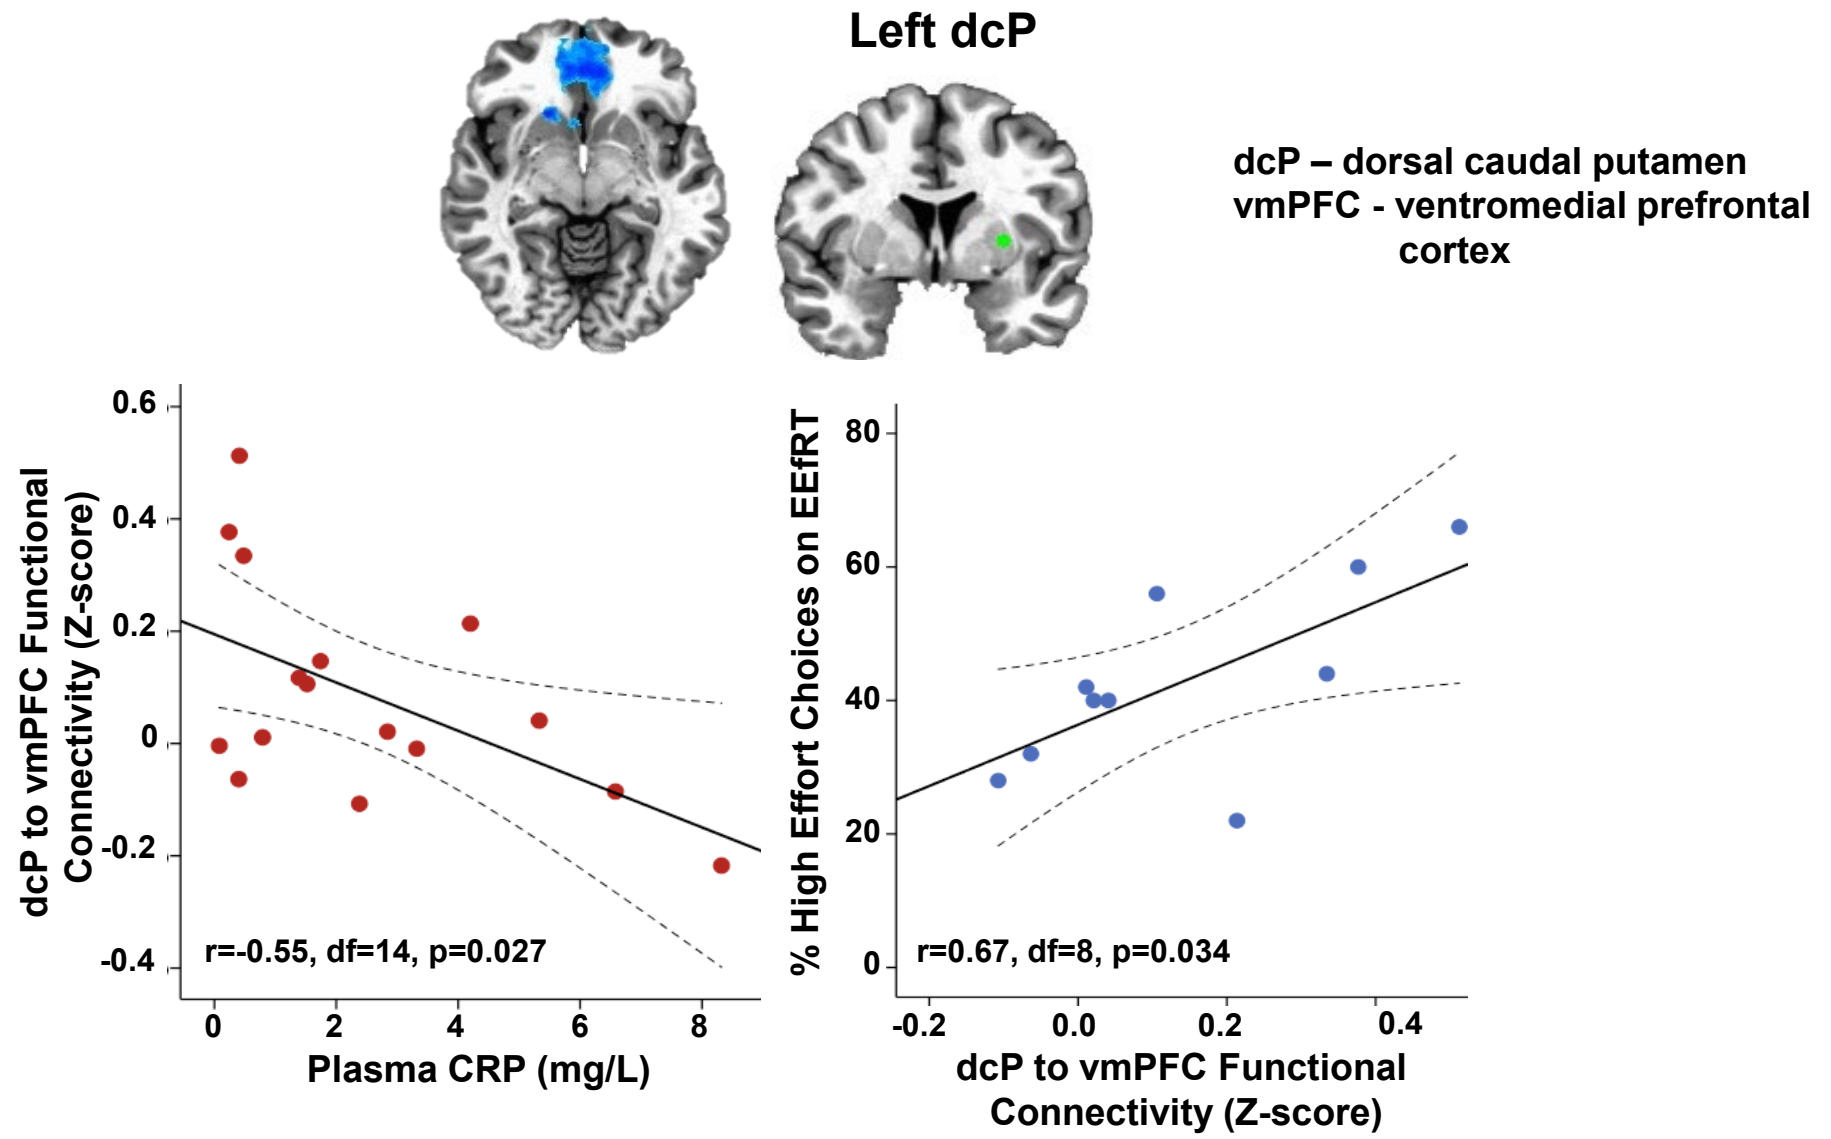 Left dcP
dcP – dorsal caudal putamen
vmPFC - ventromedial prefrontal
cortex
dcP to vmPFC Functional
Connectivity (Z-score)
0.6
0.4
0.2
0
-0.2
-0.4
r=-0.55, df=14, p=0.027
0 2 4 6 8
Plasma CRP (mg/L)
% High Effort Choices on EEfRT
80
60
40
20
0
r=0.67, df=8, p=0.034
-0.2 0.0 0.2 0.4
dcP to vmPFC Functional
Connectivity (Z-score)